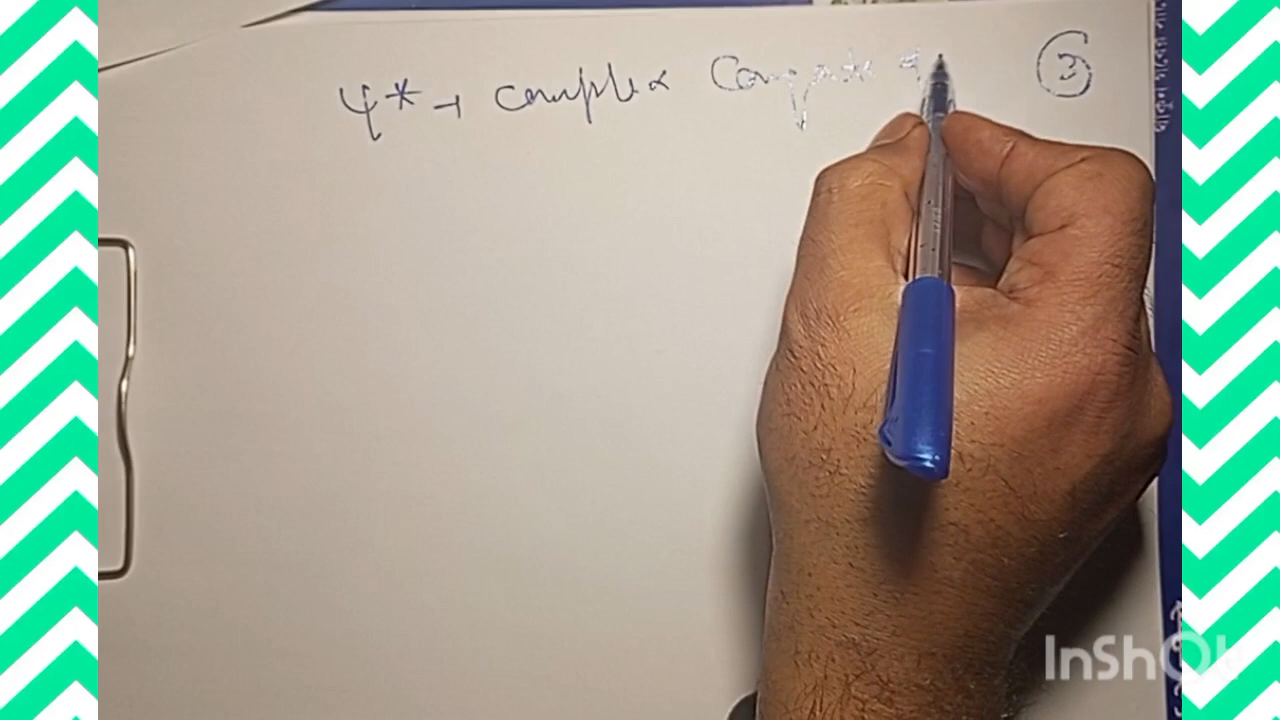 ψ* → complex Conjugate of ③
InShOt